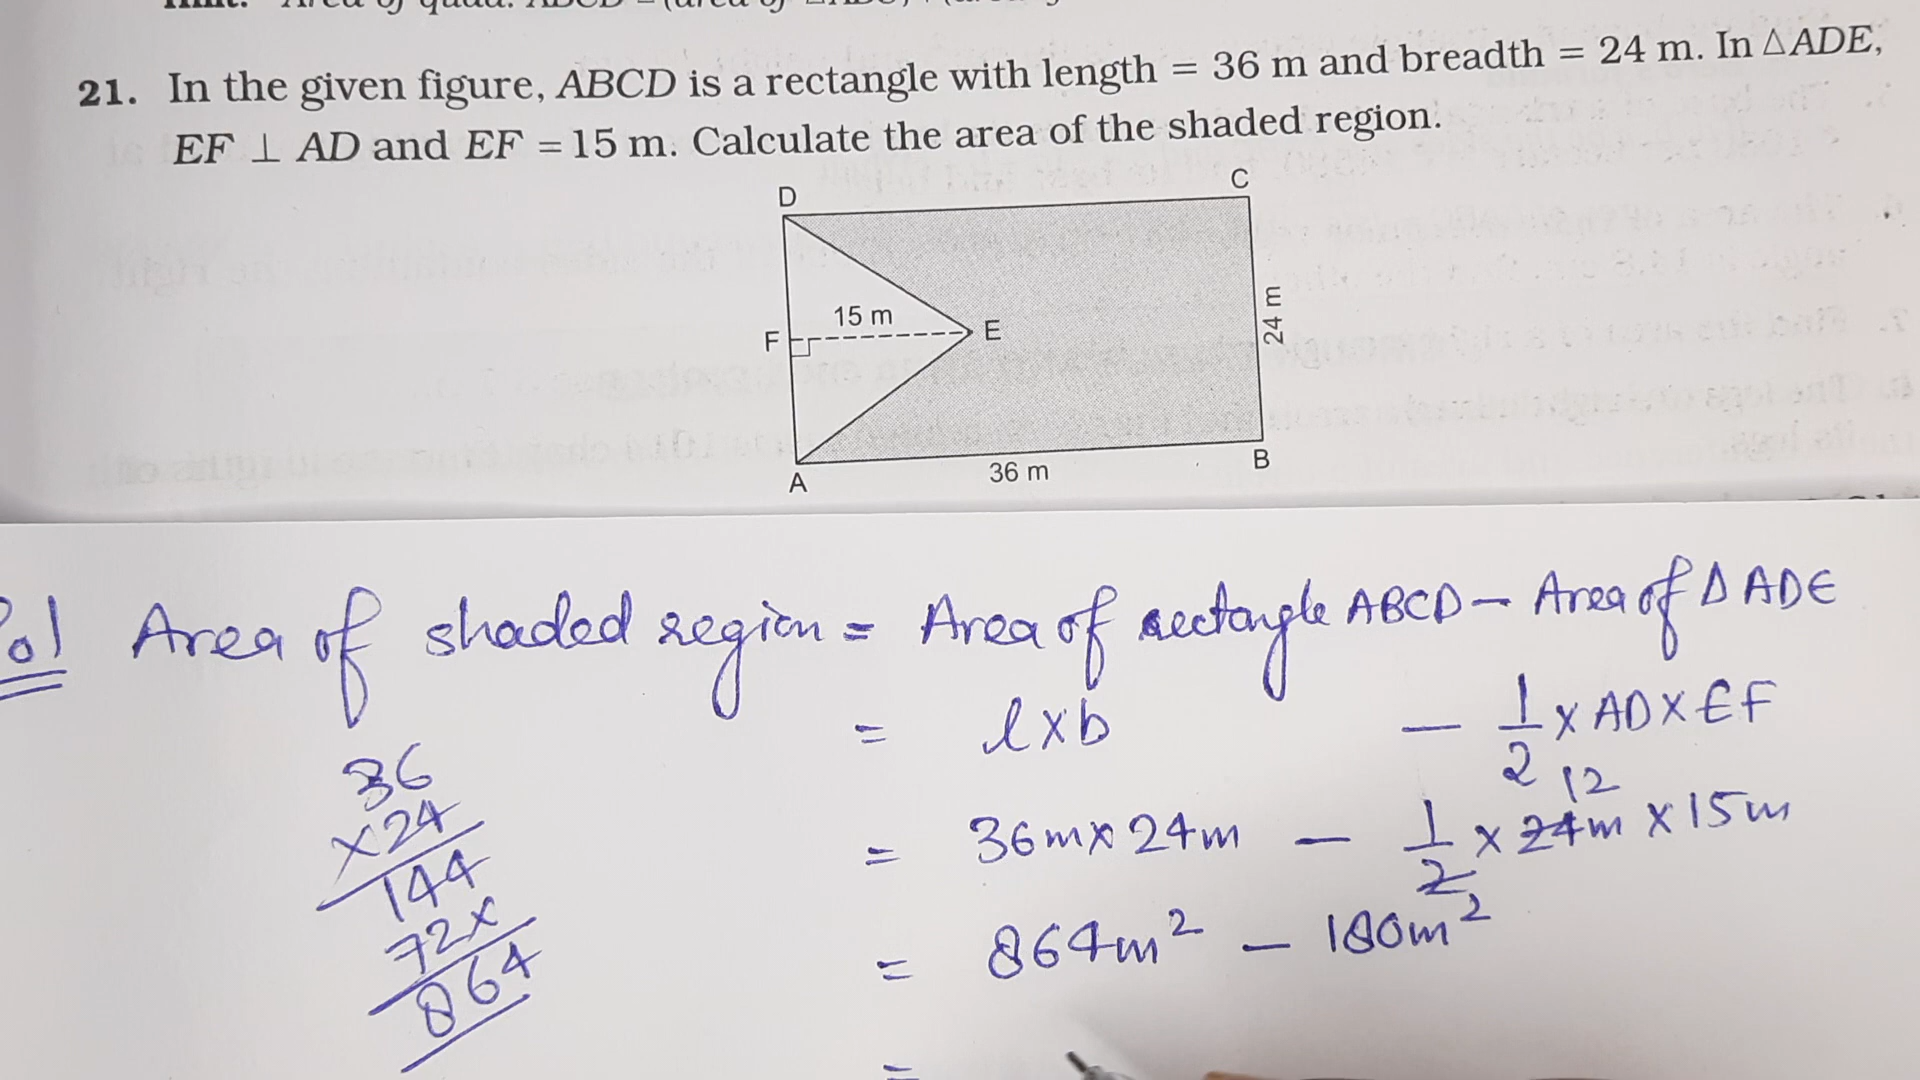 21. In the given figure, ABCD is a rectangle with length = 36 m and breadth = 24 m. In △ADE,
EF ⊥ AD and EF = 15 m. Calculate the area of the shaded region.
D
C
15 m
F
E
24 m
A
36 m
B
Sol Area of shaded region = Area of rectangle ABCD - Area of Δ ADE
= l x b - 1/2 x AD x EF
12
= 36m x 24m - 1/2 x 24m x 15m
= 864m² - 180m²
=
36
x24
144
72x
864